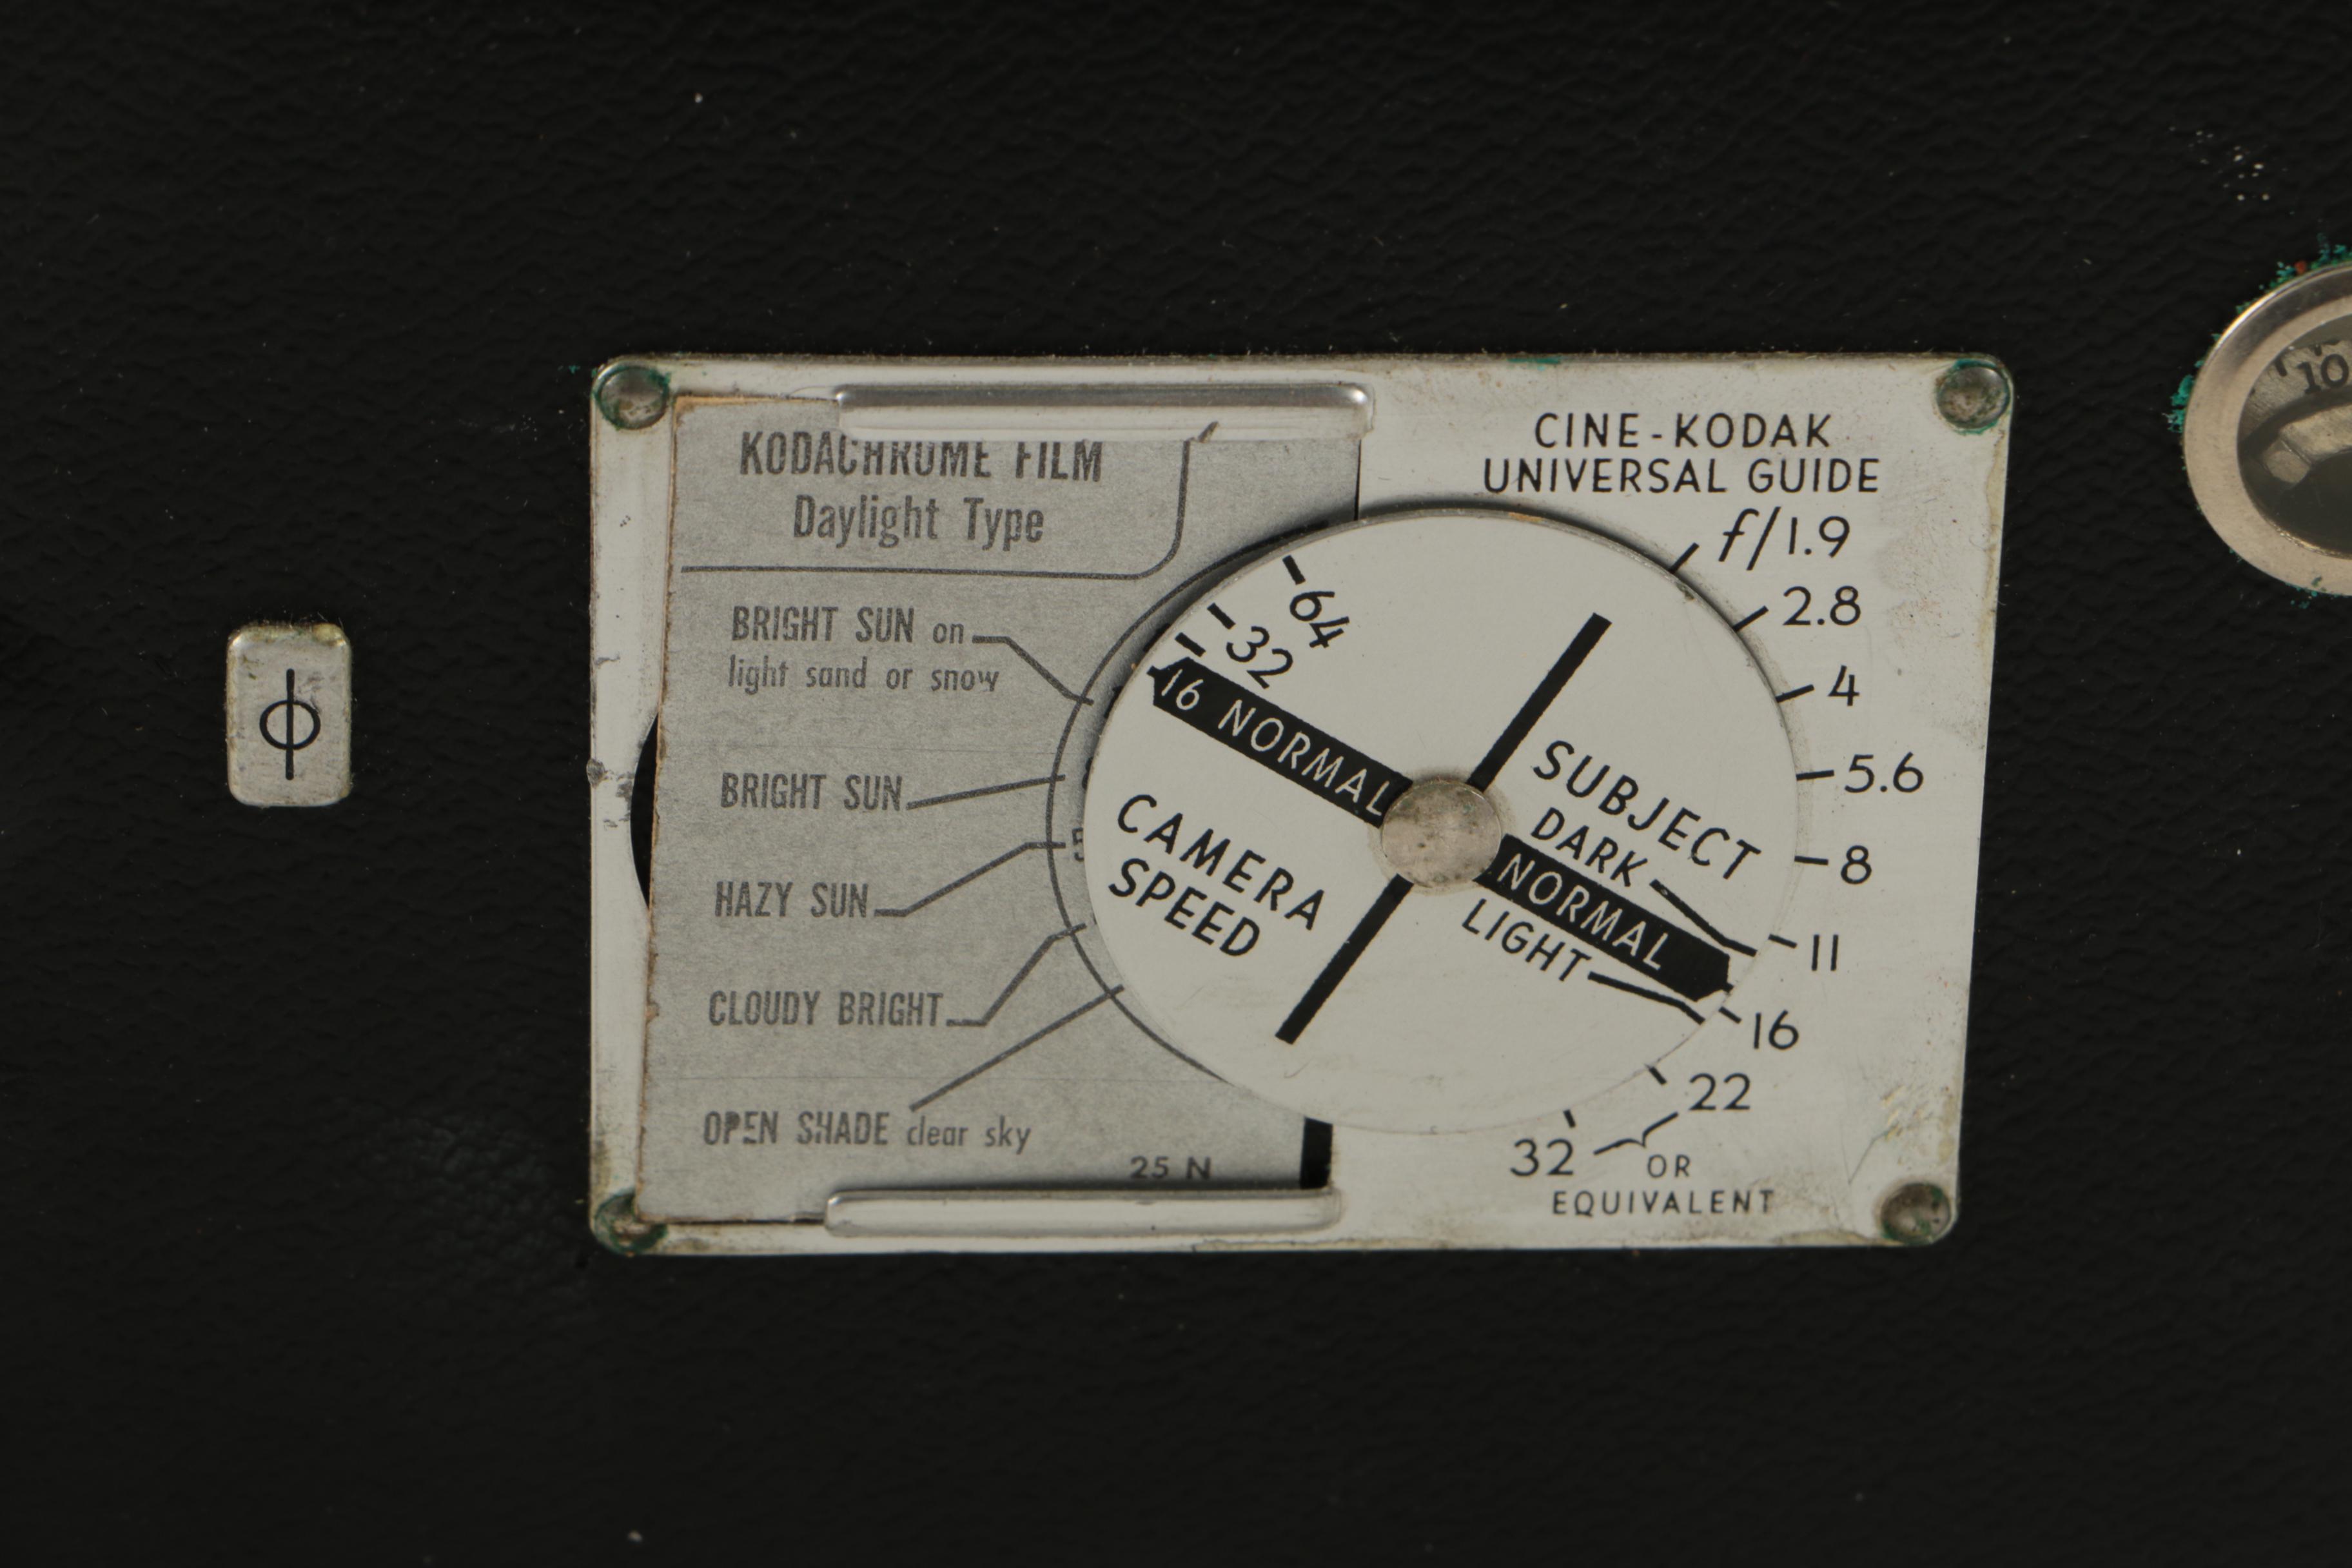 KODACHROME FILM
Daylight Type
BRIGHT SUN on
light sand or snow
BRIGHT SUN
HAZY SUN
CLOUDY BRIGHT
OPEN SHADE clear sky
25 N
CINE-KODAK
UNIVERSAL GUIDE
f/1.9
2.8
4
5.6
8
11
16
22
32
OR
EQUIVALENT
64
32
16 NORMAL
CAMERA
SPEED
SUBJECT
DARK
NORMAL
LIGHT
10